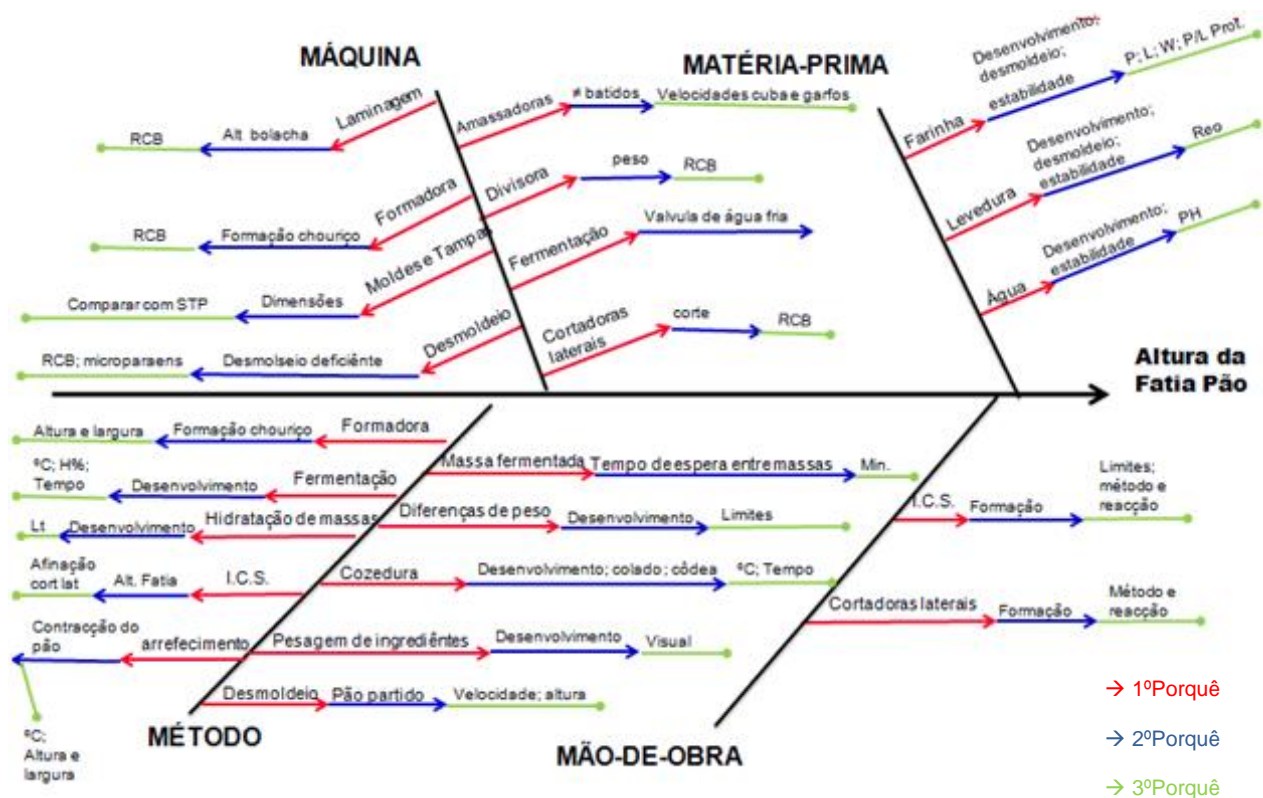 MÁQUINA
MATÉRIA-PRIMA
Laminagem
Alt bolacha
RCB
Formadora
Formação chouriço
RCB
Moldes e Tampas
Dimensões
Comparar com STP
Desmoldeio
Desmolseio deficiênte
RCB; microparaens
Amassadoras
≠ batidos
Velocidades cuba e garfos
Divisora
peso
RCB
Fermentação
Valvula de água fria
Cortadoras
laterais
corte
RCB
Farinha
Desenvolvimento;
desmoldeio;
estabilidade
P; L; W; P/L Prot.
Levedura
Desenvolvimento;
desmoldeio;
estabilidade
Reo
Água
Desenvolvimento;
estabilidade
PH
Altura da
Fatia Pão
Formadora
Formação chouriço
Altura e largura
Fermentação
Desenvolvimento
ºC; H%;
Tempo
Hidratação de massas
Desenvolvimento
Lt
I.C.S.
Alt. Fatia
Afinação
cort lat
arrefecimento
Contracção do
pão
ºC;
Altura e
largura
Massa fermentada
Tempo de espera entre massas
Min.
Diferenças de peso
Desenvolvimento
Limites
Cozedura
Desenvolvimento; colado; côdea
ºC; Tempo
Pesagem de ingrediêntes
Desenvolvimento
Visual
Desmoldeio
Pão partido
Velocidade; altura
I.C.S.
Formação
Limites;
método e
reacção
Cortadoras laterais
Formação
Método e
reacção
MÉTODO
MÃO-DE-OBRA
→ 1ºPorquê
→ 2ºPorquê
→ 3ºPorquê